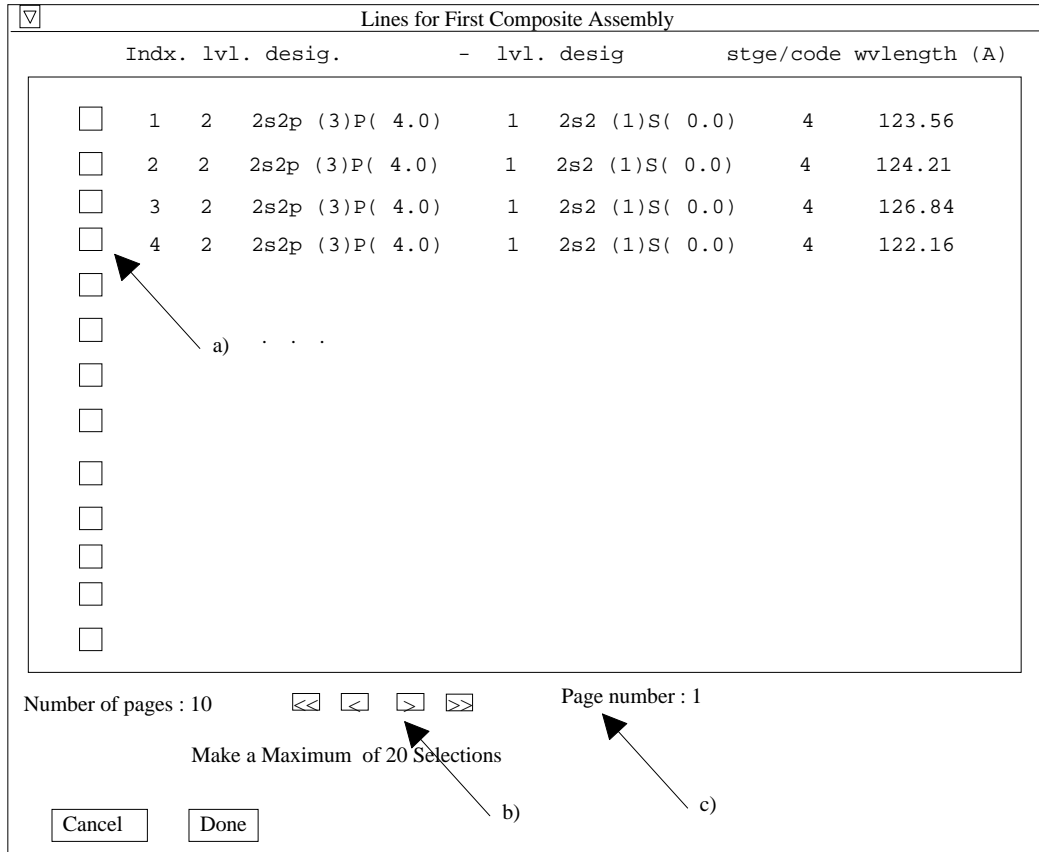 Lines for First Composite Assembly
Indx. lvl. desig. - lvl. desig stge/code wvlength (A)
1 2 2s2p (3)P( 4.0) 1 2s2 (1)S( 0.0) 4 123.56
2 2 2s2p (3)P( 4.0) 1 2s2 (1)S( 0.0) 4 124.21
3 2 2s2p (3)P( 4.0) 1 2s2 (1)S( 0.0) 4 126.84
4 2 2s2p (3)P( 4.0) 1 2s2 (1)S( 0.0) 4 122.16
a) . . .
Number of pages : 10 << < > >> Page number : 1
Make a Maximum of 20 Selections
b) c)
Cancel Done